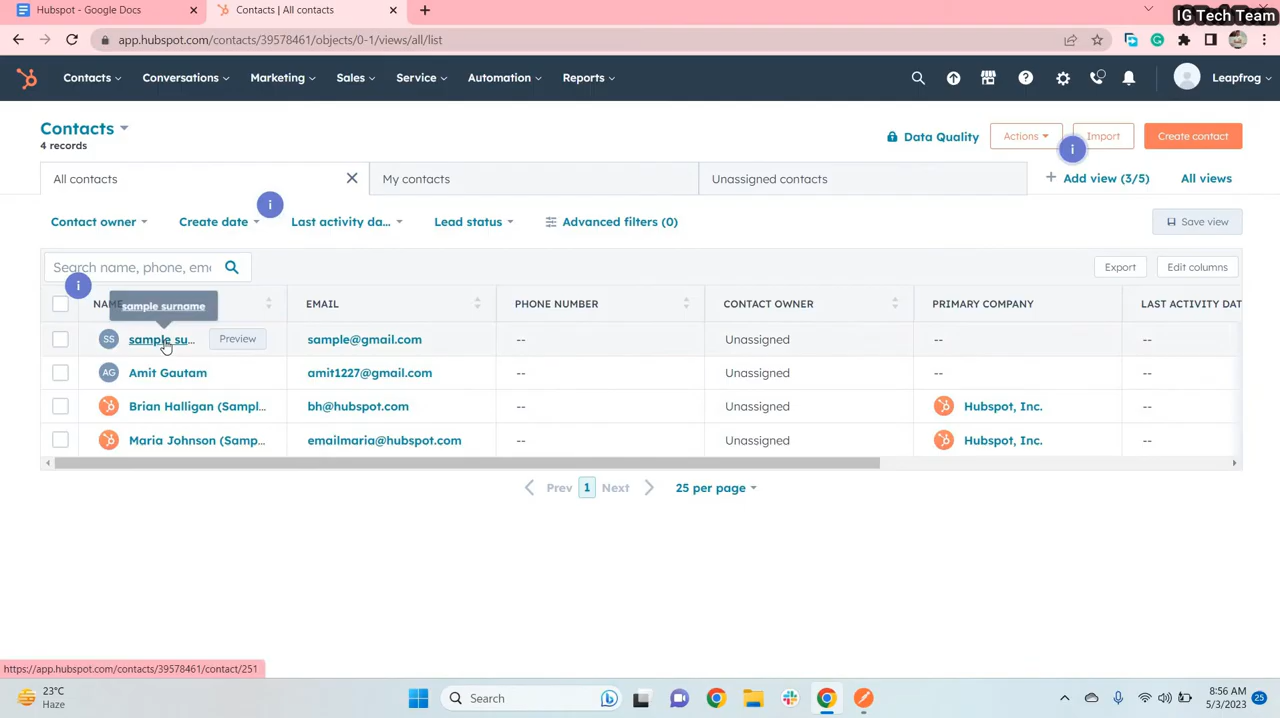 Hubspot - Google Docs
Contacts | All contacts
IG Tech Team
app.hubspot.com/contacts/39578461/objects/0-1/views/all/list
Contacts
Conversations
Marketing
Sales
Service
Automation
Reports
Leapfrog
Contacts
4 records
Data Quality
Actions
Import
Create contact
All contacts
My contacts
Unassigned contacts
+ Add view (3/5)
All views
Contact owner
Create date
Last activity da...
Lead status
Advanced filters (0)
Save view
Search name, phone, eme
Export
Edit columns
sample surname
EMAIL
PHONE NUMBER
CONTACT OWNER
PRIMARY COMPANY
LAST ACTIVITY DAT
SS sample su... Preview sample@gmail.com -- Unassigned -- --
AG Amit Gautam amit1227@gmail.com -- Unassigned -- --
Brian Halligan (Sampl... bh@hubspot.com -- Unassigned Hubspot, Inc. --
Maria Johnson (Samp... emailmaria@hubspot.com -- Unassigned Hubspot, Inc. --
Prev 1 Next 25 per page
https://app.hubspot.com/contacts/39578461/contact/251
23°C
Haze
Search
8:56 AM
5/3/2023
25